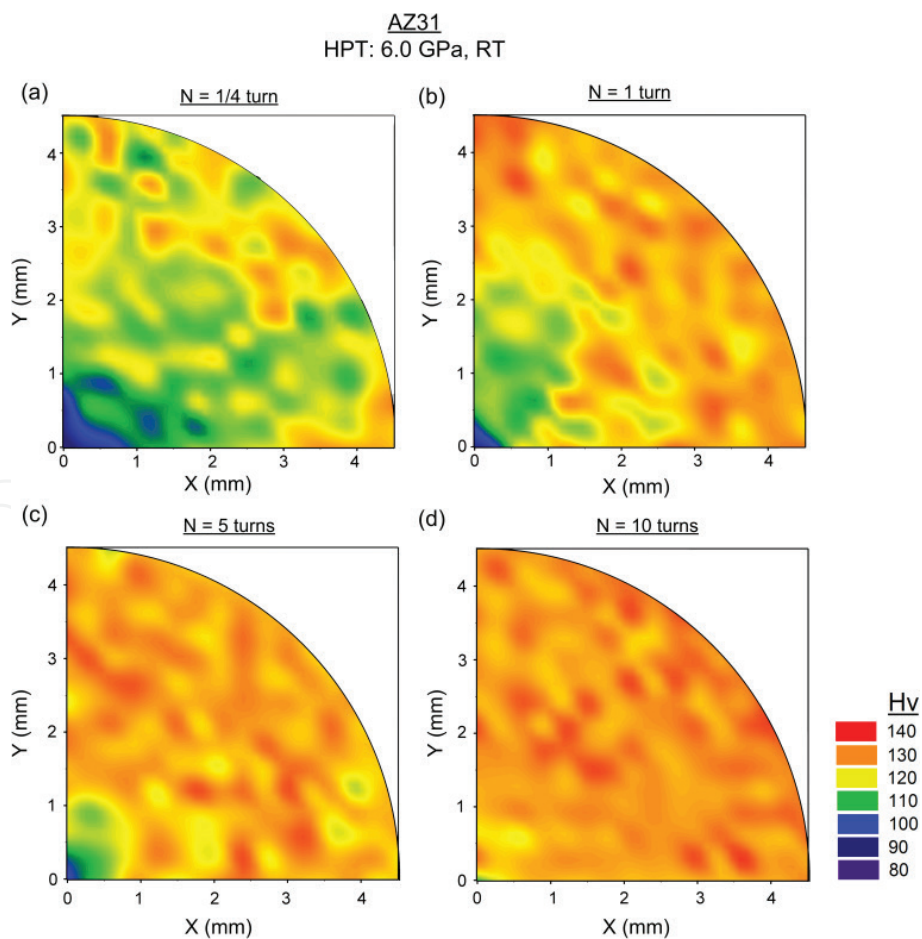 AZ31
HPT: 6.0 GPa, RT
(a)
N = 1/4 turn
4
3
2
1
0
Y (mm)
0 1 2 3 4
X (mm)
(b)
N = 1 turn
4
3
2
1
0
Y (mm)
0 1 2 3 4
X (mm)
(c)
N = 5 turns
4
3
2
1
0
Y (mm)
0 1 2 3 4
X (mm)
(d)
N = 10 turns
4
3
2
1
0
Y (mm)
0 1 2 3 4
X (mm)
Hv
140
130
120
110
100
90
80